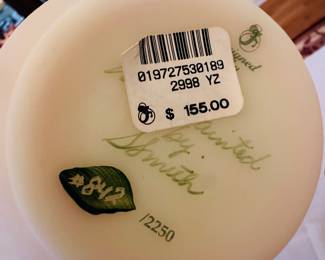 019727530189
2998 YZ
$ 155.00
Painted
by
S Smith
#842
/2250